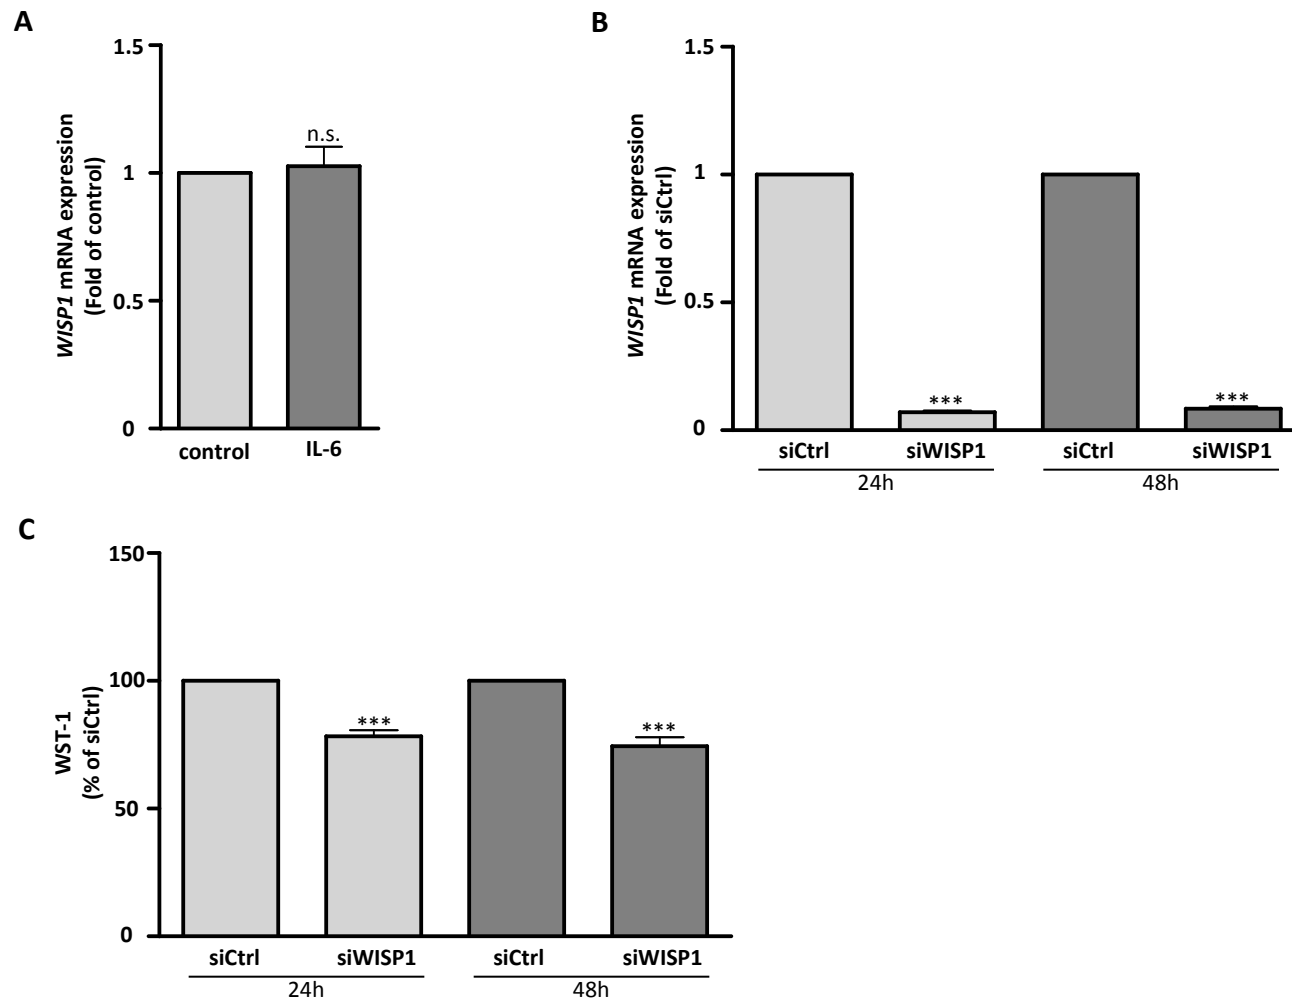 A
WISP1 mRNA expression
(Fold of control)
1.5
1
0.5
0
n.s.
control IL-6
B
WISP1 mRNA expression
(Fold of siCtrl)
1.5
1
0.5
0
*** ***
siCtrl siWISP1 siCtrl siWISP1
24h 48h
C
WST-1
(% of siCtrl)
150
100
50
0
*** ***
siCtrl siWISP1 siCtrl siWISP1
24h 48h